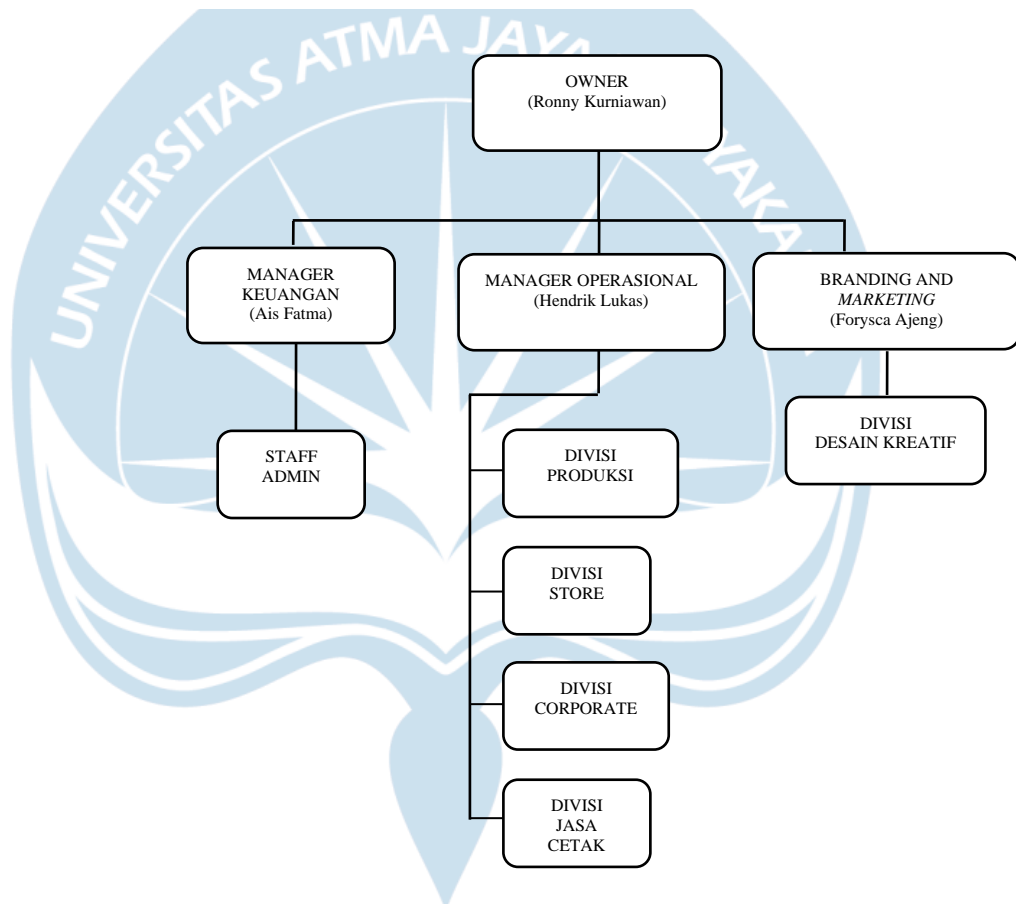 UNIVERSITAS ATMA JAYA YAKA
OWNER
(Ronny Kurniawan)
MANAGER
KEUANGAN
(Ais Fatma)
MANAGER OPERASIONAL
(Hendrik Lukas)
BRANDING AND
MARKETING
(Forysca Ajeng)
STAFF
ADMIN
DIVISI
PRODUKSI
DIVISI
DESAIN KREATIF
DIVISI
STORE
DIVISI
CORPORATE
DIVISI
JASA
CETAK